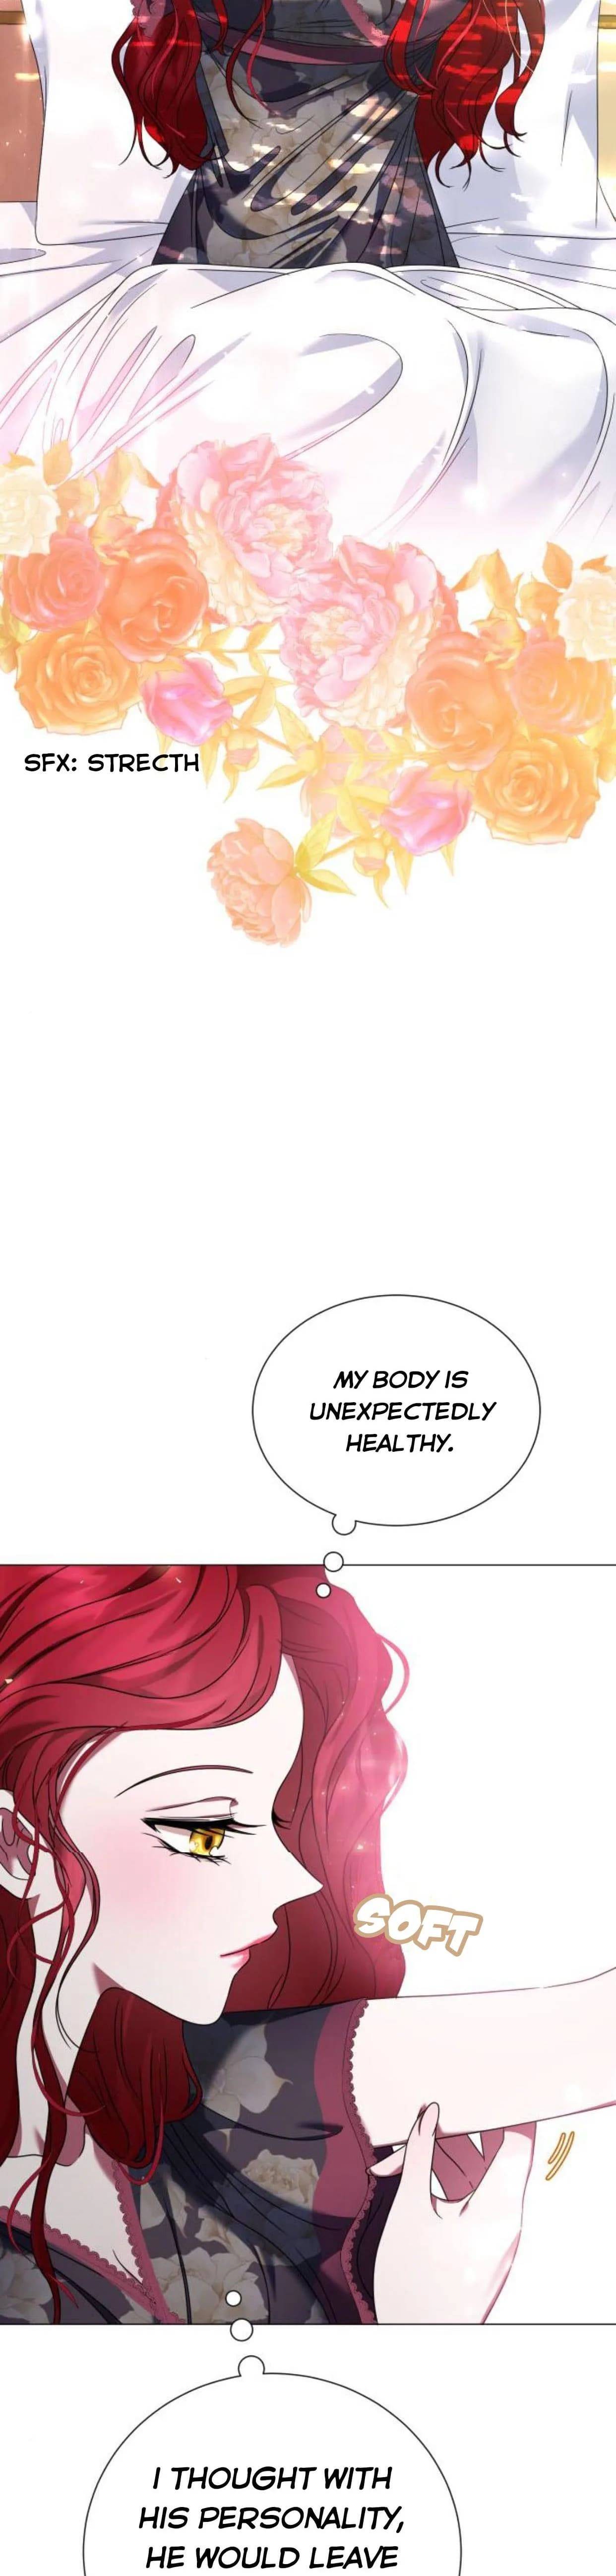 SFX: STRECTH
MY BODY IS
UNEXPECTEDLY
HEALTHY.
SOFT
I THOUGHT WITH
HIS PERSONALITY,
HE WOULD LEAVE